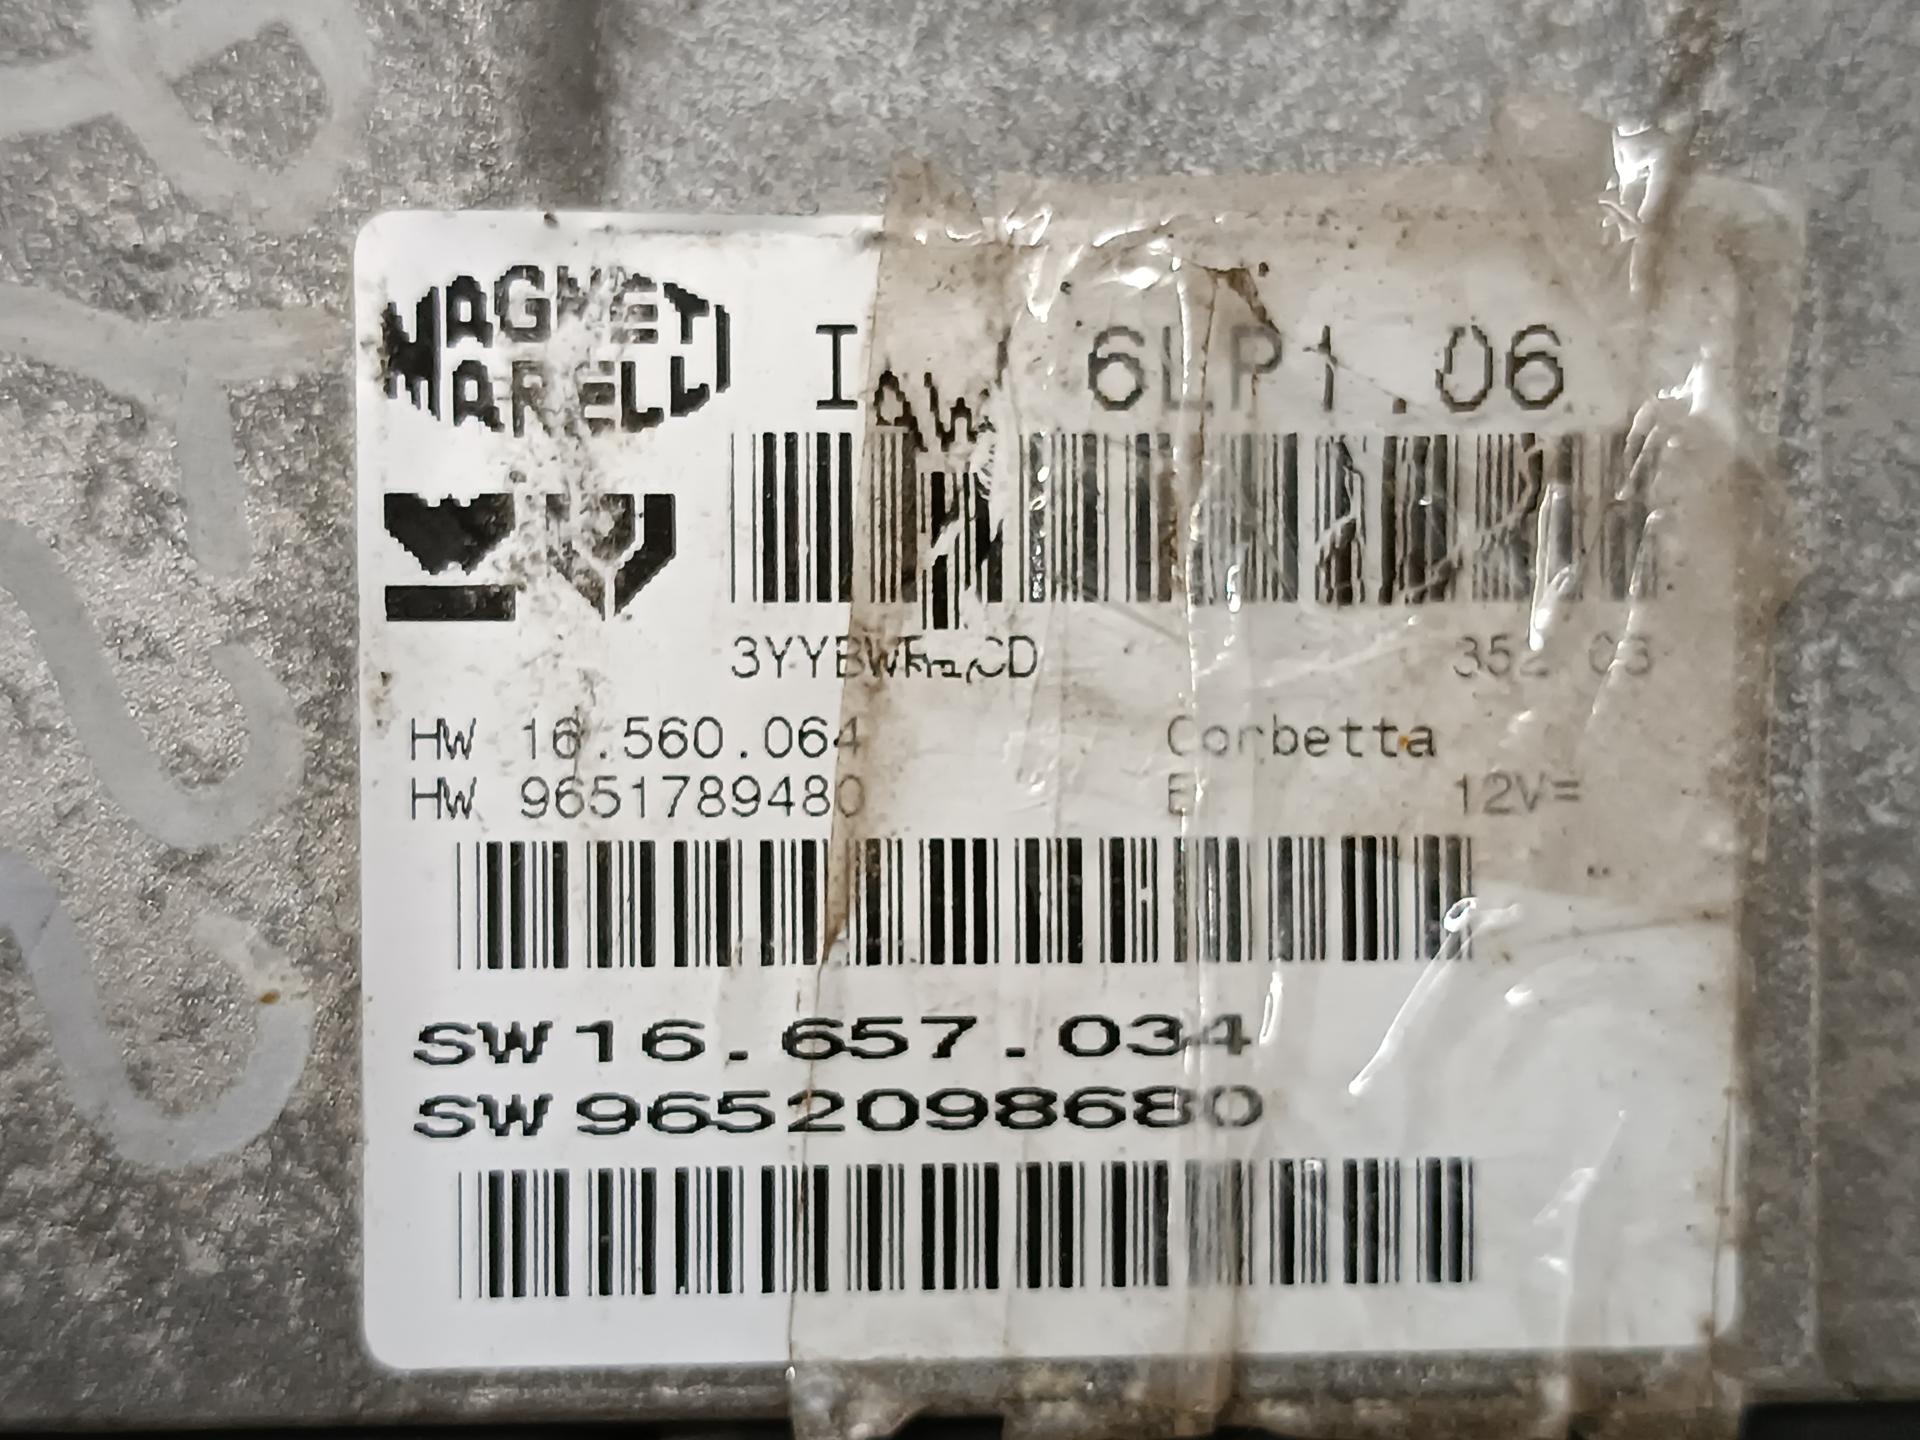 MAGNETI
MARELLI
IAW 6LP1.06
HW 16.560.064 Corbetta
HW 9651789480 E 12V=
SW 16.657.034
SW 9652098680